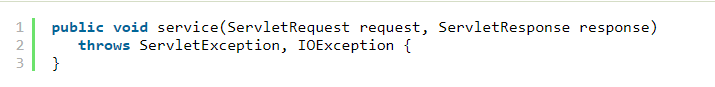 1 public void service(ServletRequest request, ServletResponse response)
2    throws ServletException, IOException {
3 }